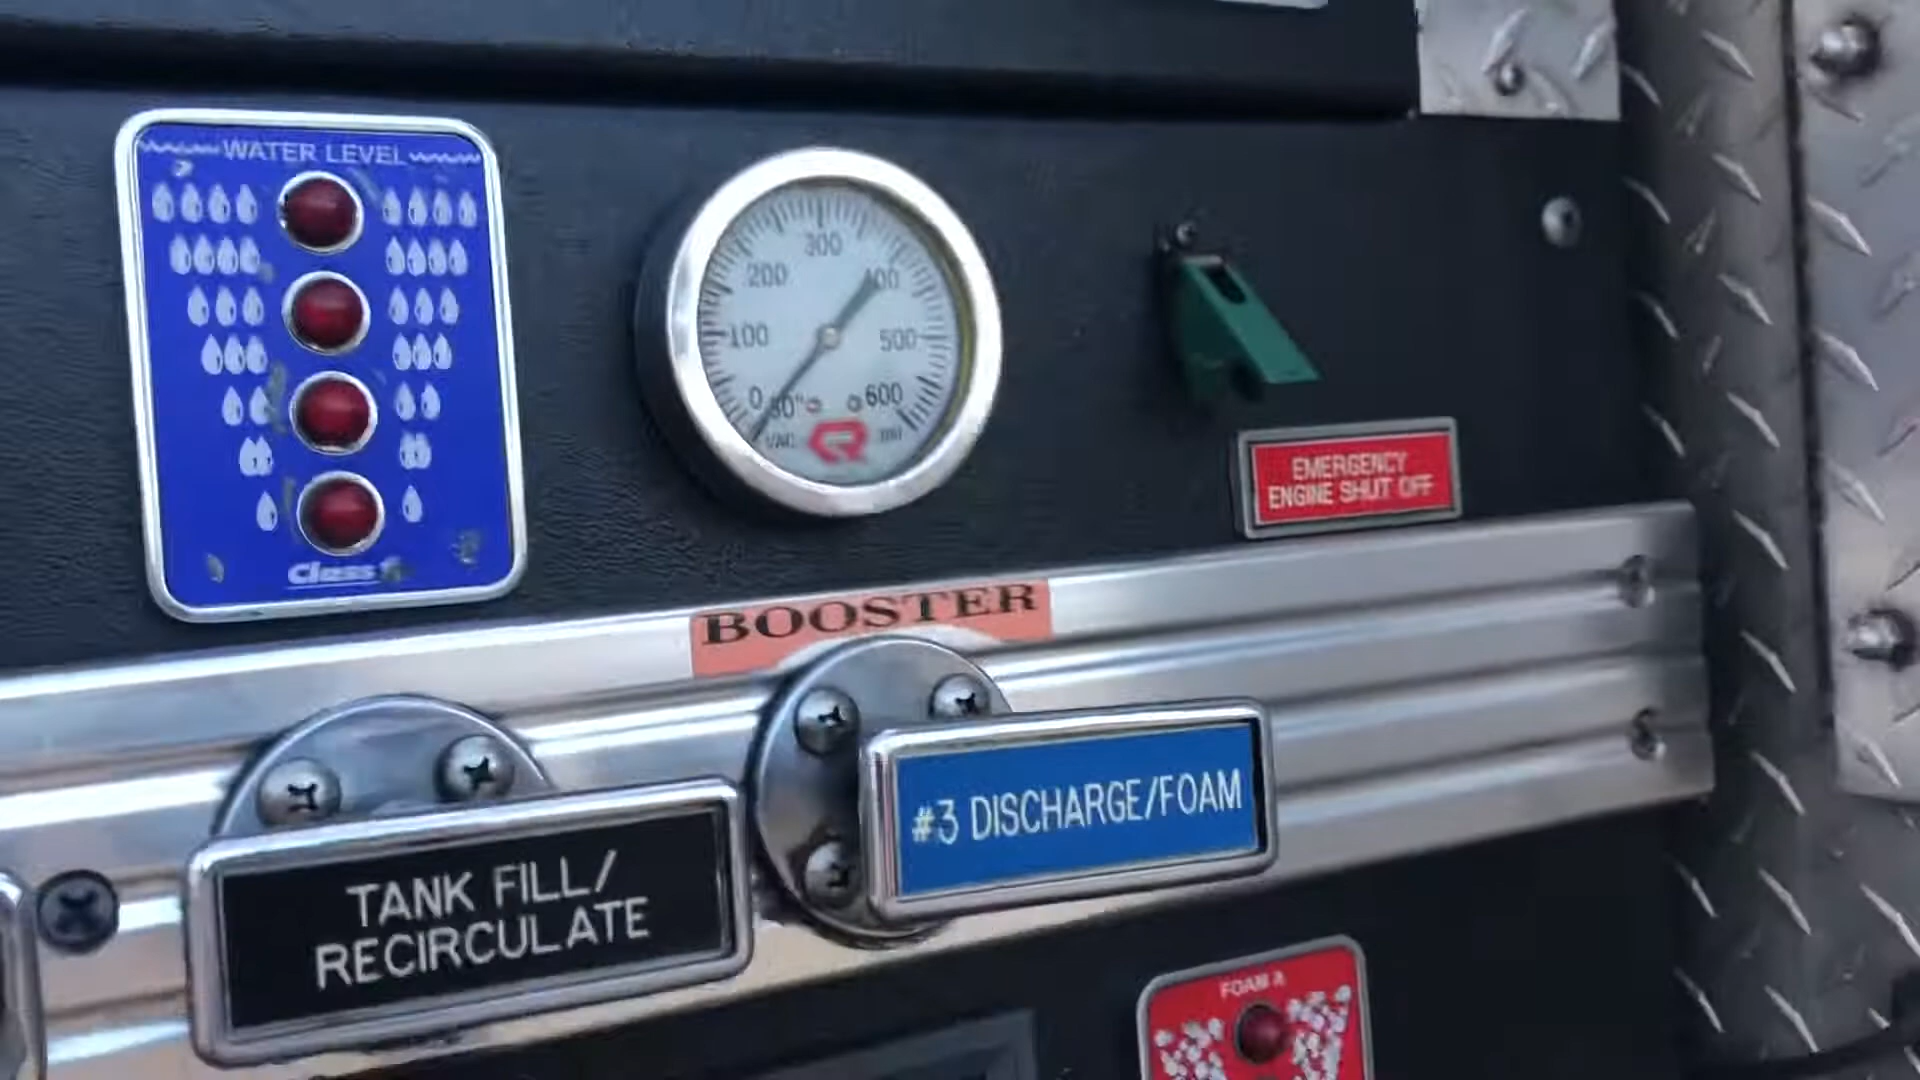 WATER LEVEL
Class 1
300
200
400
100
500
0
30"
600
VAC
PSI
EMERGENCY
ENGINE SHUT OFF
BOOSTER
#3 DISCHARGE/FOAM
TANK FILL/
RECIRCULATE
FOAM A